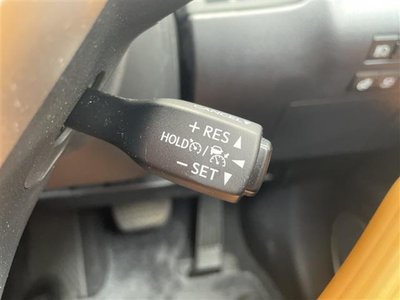 + RES
HOLD /
− SET